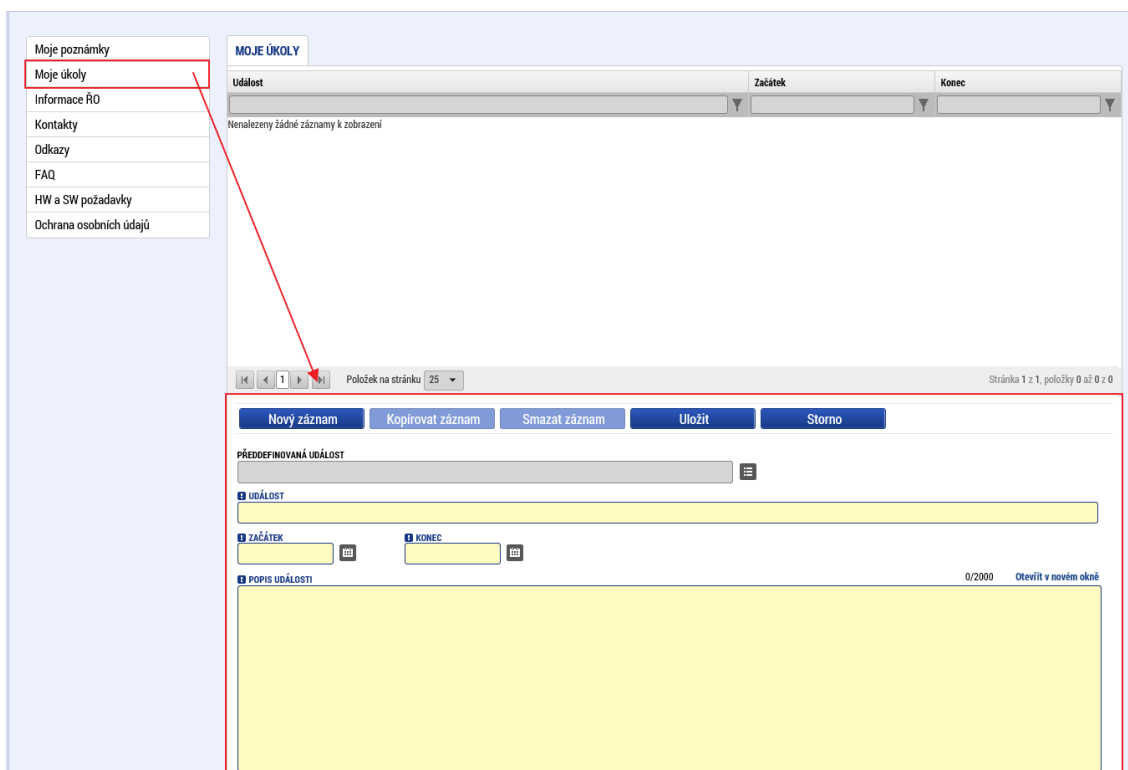 Moje poznámky
Moje úkoly
Informace ŘO
Kontakty
Odkazy
FAQ
HW a SW požadavky
Ochrana osobních údajů
MOJE ÚKOLY
Událost Začátek Konec
Nenalezeny žádné záznamy k zobrazení
1 Položek na stránku 25 Stránka 1 z 1, položky 0 až 0 z 0
Nový záznam Kopírovat záznam Smazat záznam Uložit Storno
PŘEDDEFINOVANÁ UDÁLOST
UDÁLOST
ZAČÁTEK KONEC
POPIS UDÁLOSTI 0/2000 Otevřít v novém okně